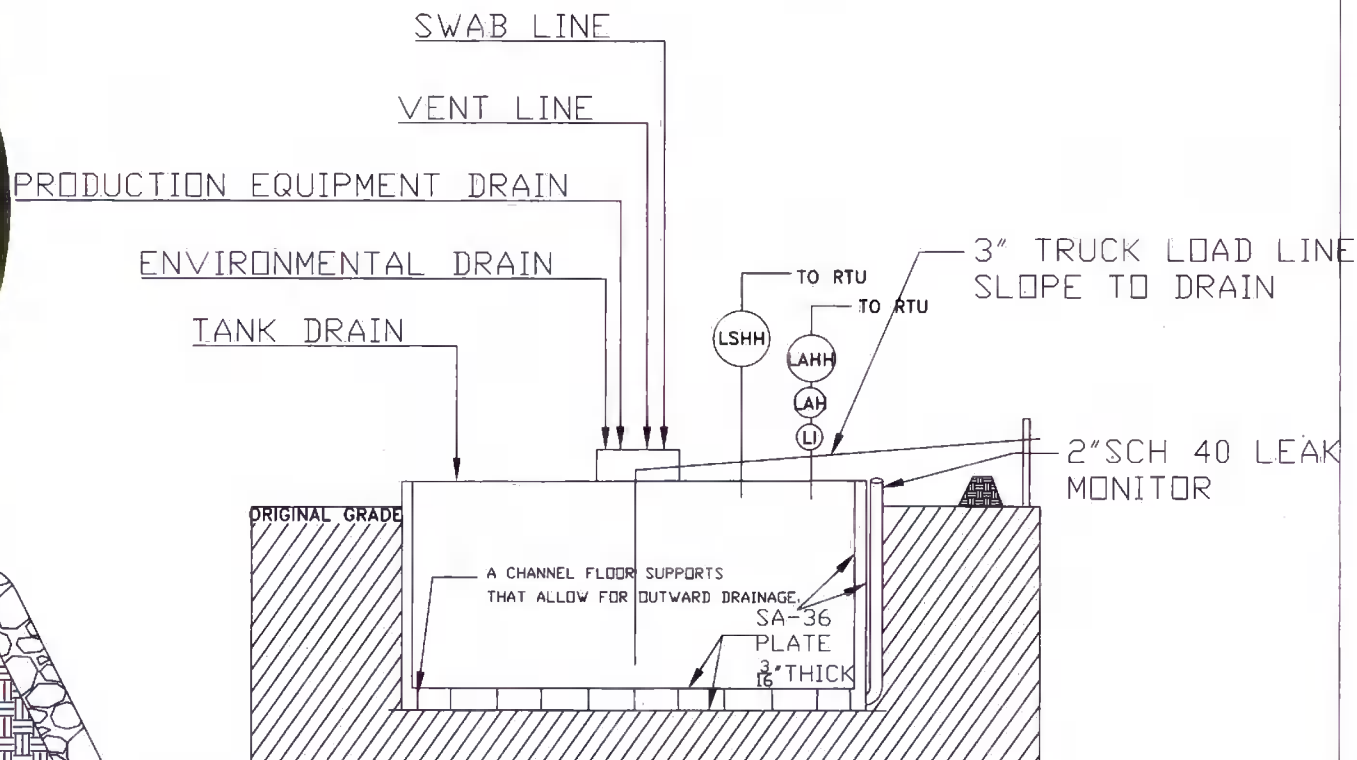 SWAB LINE
VENT LINE
PRODUCTION EQUIPMENT DRAIN
ENVIRONMENTAL DRAIN
TANK DRAIN
TO RTU
TO RTU
3" TRUCK LOAD LINE
SLOPE TO DRAIN
LSHH
LAHH
LAH
LI
2"SCH 40 LEAK
MONITOR
ORIGINAL GRADE
A CHANNEL FLOOR SUPPORTS
THAT ALLOW FOR OUTWARD DRAINAGE.
SA-36
PLATE
3/16" THICK